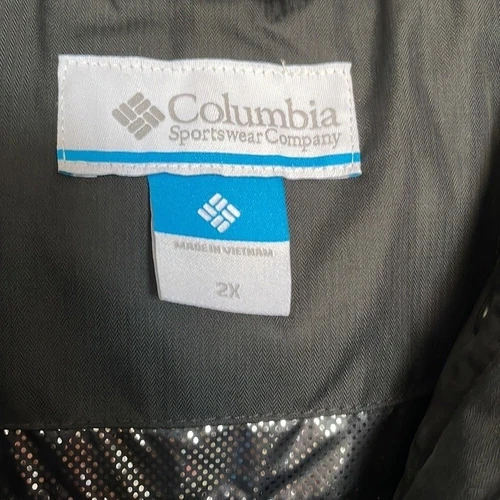 Columbia
Sportswear Company
MADE IN VIETNAM
2X